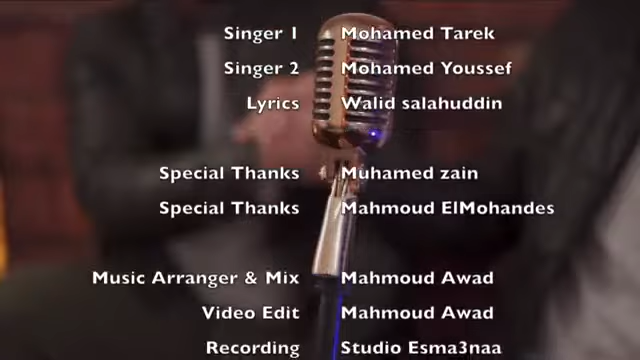 Singer 1 Mohamed Tarek
Singer 2 Mohamed Youssef
Lyrics Walid salahuddin
Special Thanks Muhamed zain
Special Thanks Mahmoud ElMohandes
Music Arranger & Mix Mahmoud Awad
Video Edit Mahmoud Awad
Recording Studio Esma3naa